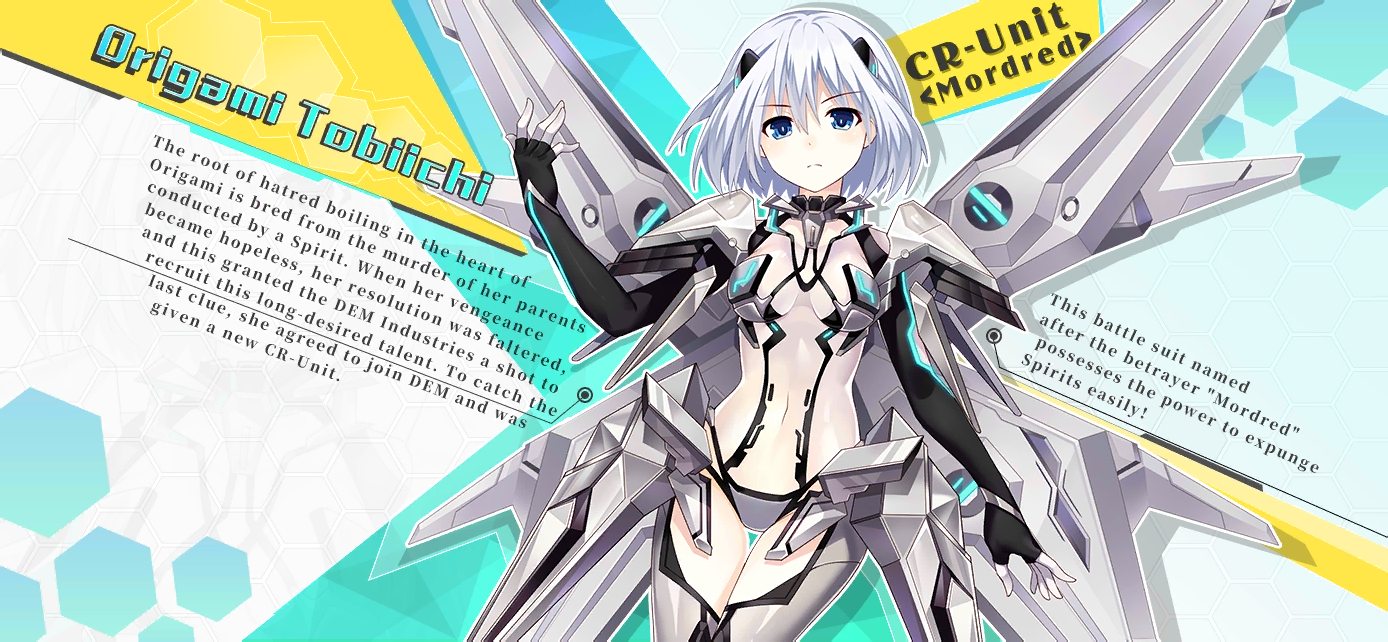 Origami Tobiichi
The root of hatred boiling in the heart of
Origami is bred from the murder of her parents
conducted by a Spirit. When her vengeance
became hopeless, her resolution was faltered,
and this granted the DEM Industries a shot to
recruit this long-desired talent. To catch the
last clue, she agreed to join DEM and was
given a new CR-Unit.
CR-Unit
<Mordred>
This battle suit named
after the betrayer "Mordred"
possesses the power to expunge
Spirits easily!